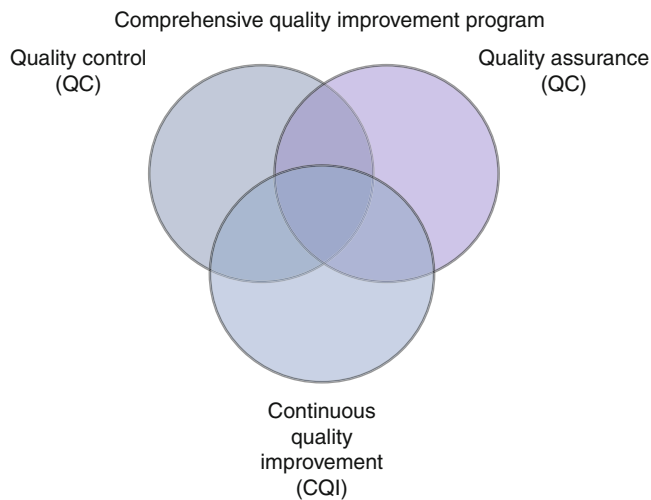 Comprehensive quality improvement program
Quality control
(QC)
Quality assurance
(QC)
Continuous
quality
improvement
(CQI)